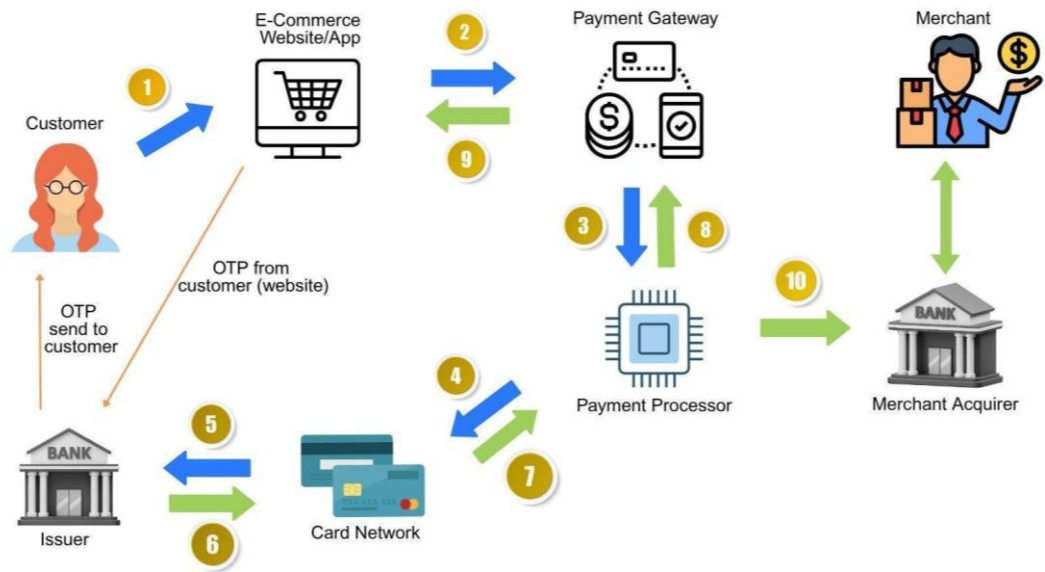 E-Commerce
Website/App
2
Payment Gateway
Merchant
1
Customer
9
3
8
OTP from
customer (website)
10
OTP
send to
customer
BANK
4
Payment Processor
Merchant Acquirer
5
BANK
7
Issuer
6
Card Network